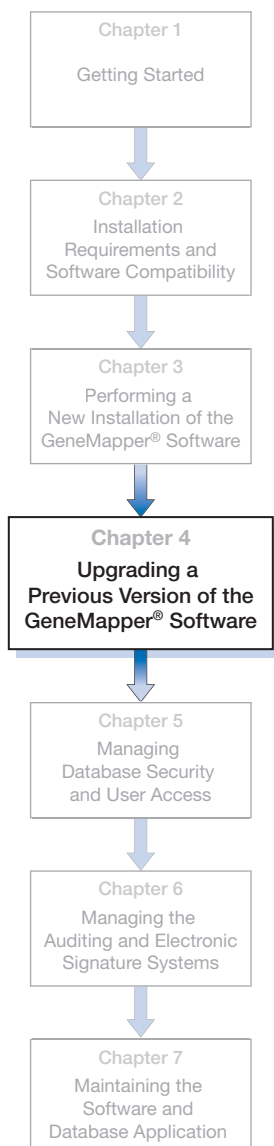 Chapter 1
Getting Started
Chapter 2
Installation
Requirements and
Software Compatibility
Chapter 3
Performing a
New Installation of the
GeneMapper® Software
Chapter 4
Upgrading a
Previous Version of the
GeneMapper® Software
Chapter 5
Managing
Database Security
and User Access
Chapter 6
Managing the
Auditing and Electronic
Signature Systems
Chapter 7
Maintaining the
Software and
Database Application